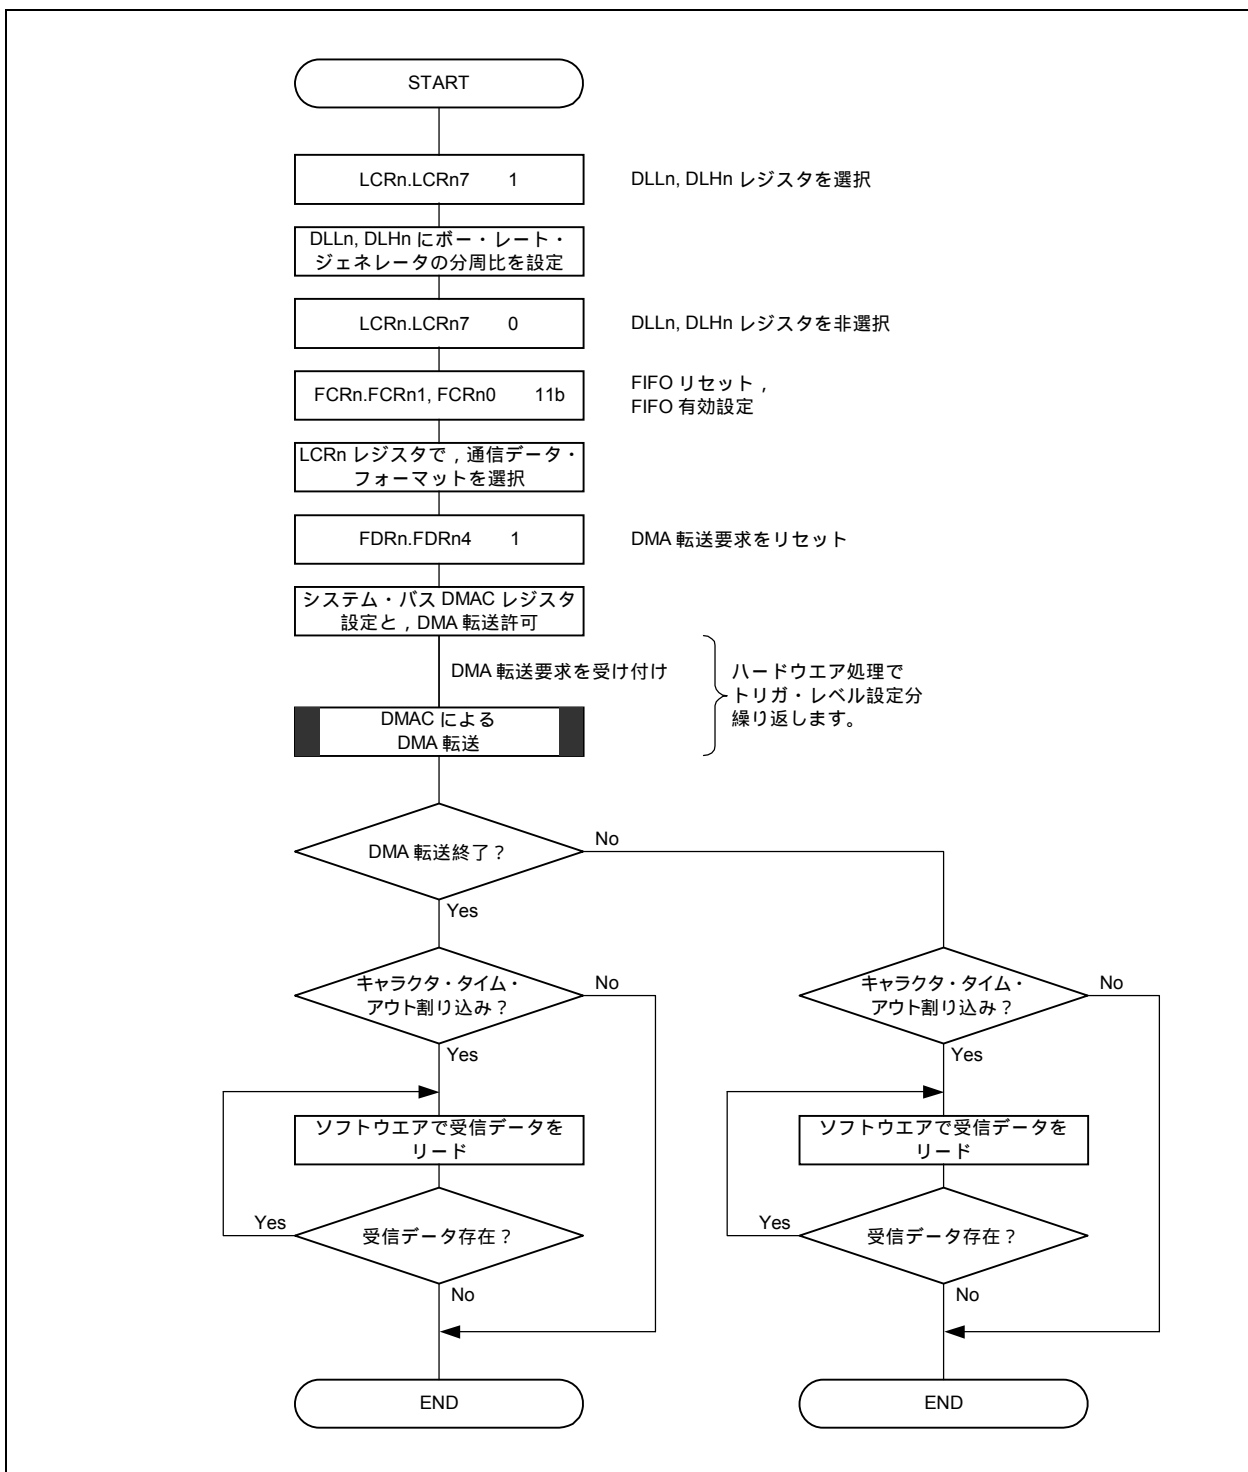 START
LCRn.LCRn7 1
DLLn, DLHn レジスタを選択
DLLn, DLHn にボー・レート・
ジェネレータの分周比を設定
LCRn.LCRn7 0
DLLn, DLHn レジスタを非選択
FCRn.FCRn1, FCRn0 11b
FIFO リセット，
FIFO 有効設定
LCRn レジスタで，通信データ・
フォーマットを選択
FDRn.FDRn4 1
DMA 転送要求をリセット
システム・バス DMAC レジスタ
設定と，DMA 転送許可
DMA 転送要求を受け付け
ハードウエア処理で
トリガ・レベル設定分
繰り返します。
DMAC による
DMA 転送
DMA 転送終了？
No
Yes
キャラクタ・タイム・
アウト割り込み？
No
Yes
ソフトウエアで受信データを
リード
受信データ存在？
Yes
No
END
キャラクタ・タイム・
アウト割り込み？
No
Yes
ソフトウエアで受信データを
リード
受信データ存在？
Yes
No
END